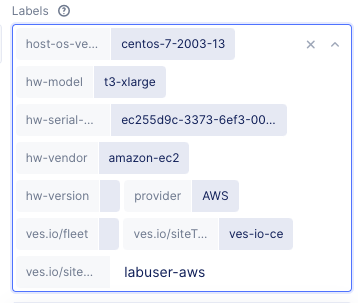 Labels
host-os-ve... centos-7-2003-13
hw-model t3-xlarge
hw-serial-... ec255d9c-3373-6ef3-00...
hw-vendor amazon-ec2
hw-version provider AWS
ves.io/fleet ves.io/siteT... ves-io-ce
ves.io/site... labuser-aws